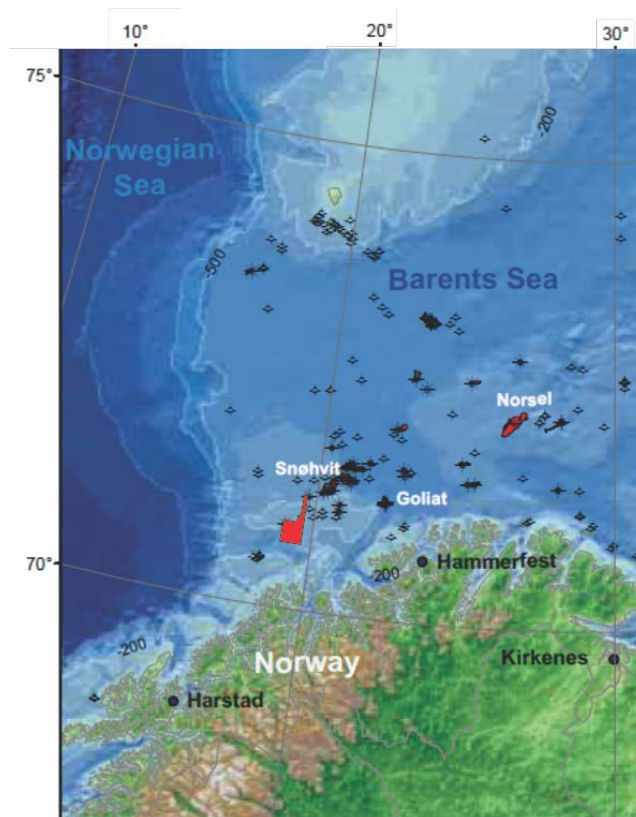 10°
20°
30°
75°
-200
Norwegian
Sea
-500
Barents Sea
Norsel
Snøhvit
Goliat
70°
-200
Hammerfest
-200
Norway
Kirkenes
Harstad